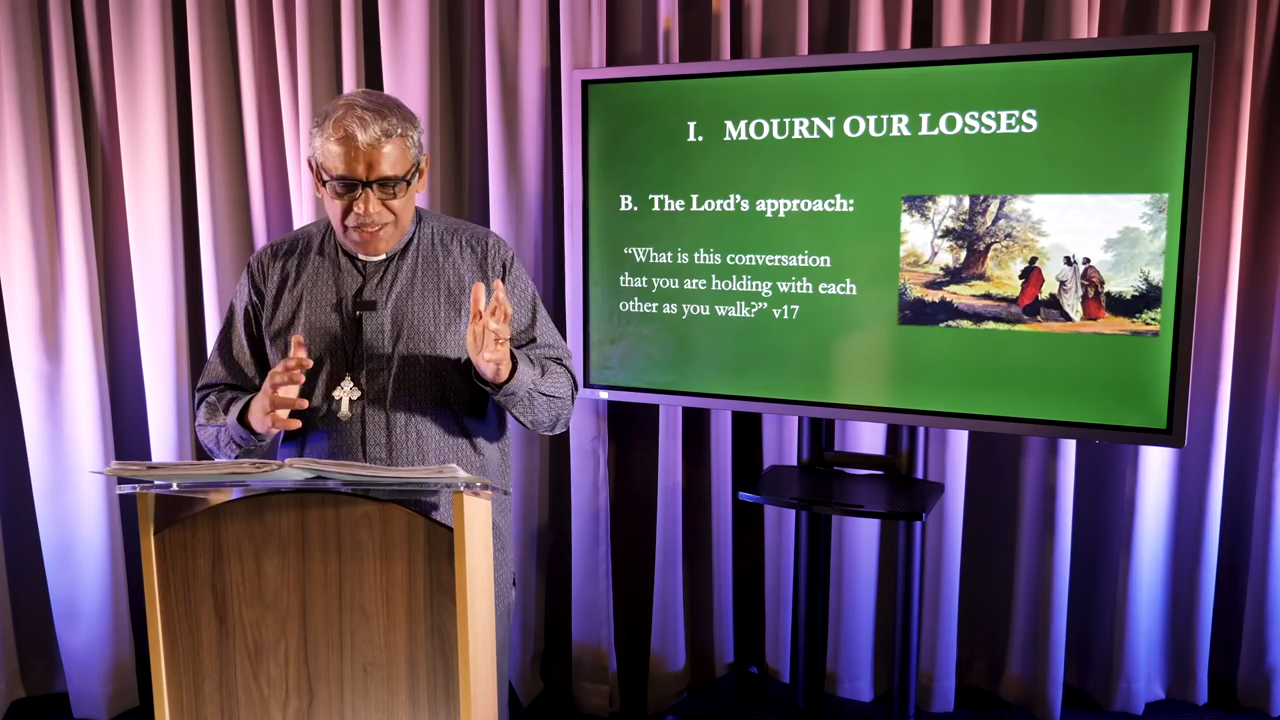 I. MOURN OUR LOSSES
B. The Lord’s approach:
“What is this conversation
that you are holding with each
other as you walk?” v17